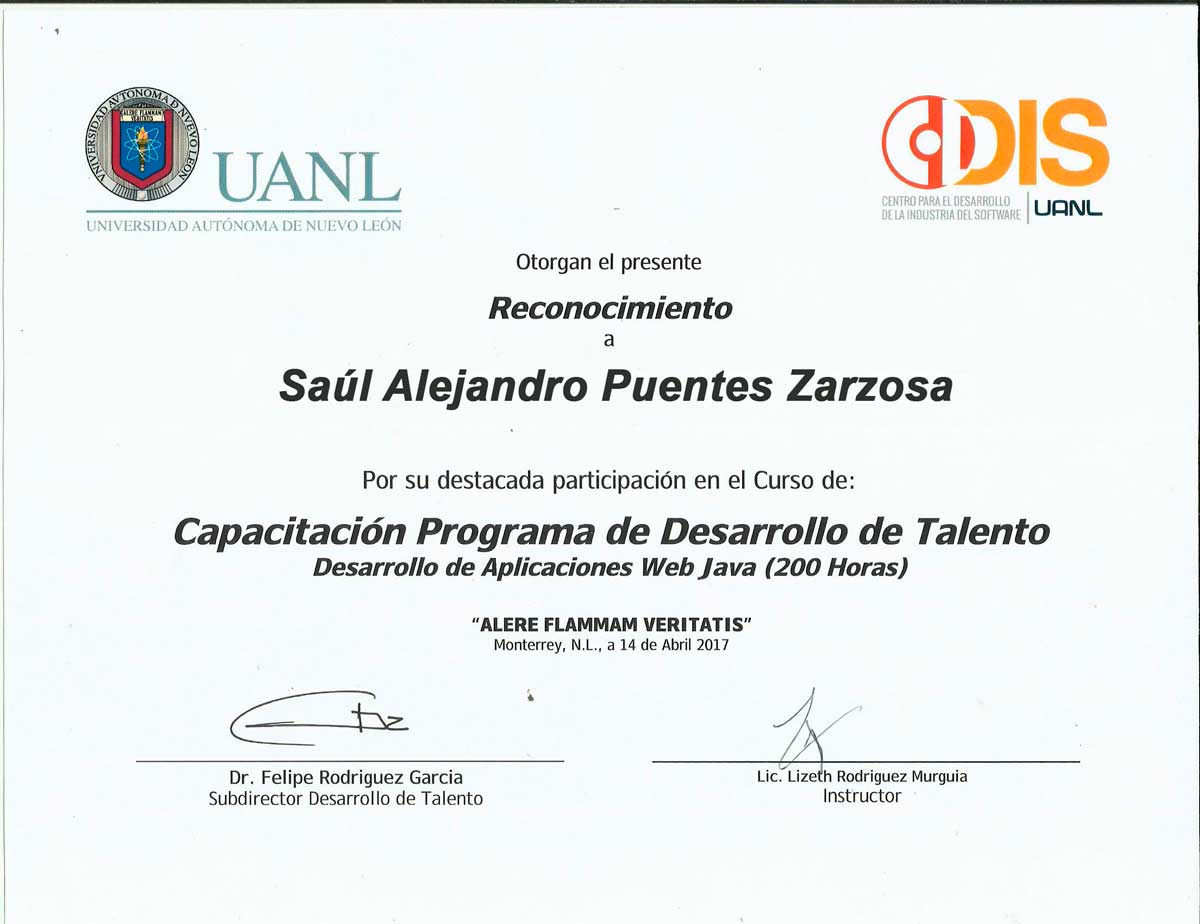 UNIVERSIDAD AUTONOMA D NUEVO LEON
ALERE FLAMMAM
VERITATIS
UANL
UNIVERSIDAD AUTÓNOMA DE NUEVO LEÓN
CDIS
CENTRO PARA EL DESARROLLO
DE LA INDUSTRIA DEL SOFTWARE
UANL
Otorgan el presente
Reconocimiento
a
Saúl Alejandro Puentes Zarzosa
Por su destacada participación en el Curso de:
Capacitación Programa de Desarrollo de Talento
Desarrollo de Aplicaciones Web Java (200 Horas)
“ALERE FLAMMAM VERITATIS”
Monterrey, N.L., a 14 de Abril 2017
Dr. Felipe Rodriguez Garcia
Subdirector Desarrollo de Talento
Lic. Lizeth Rodriguez Murguia
Instructor